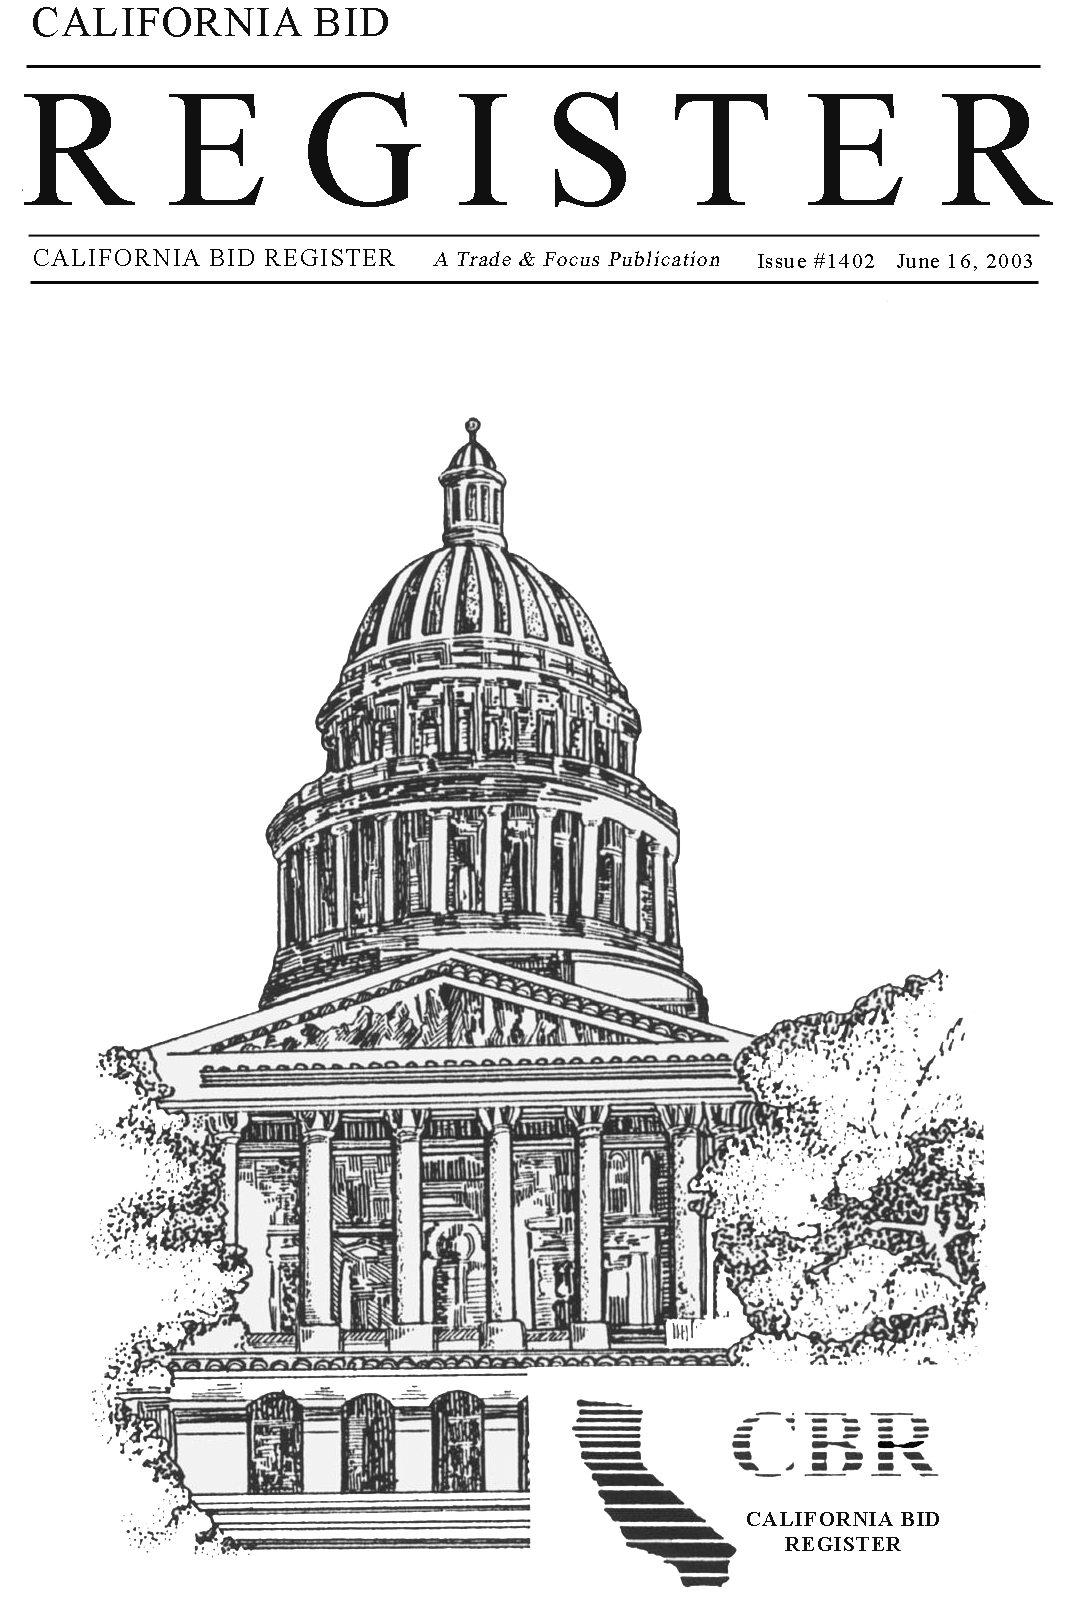 CALIFORNIA BID
REGISTER
CALIFORNIA BID REGISTER A Trade & Focus Publication Issue #1402 June 16, 2003
CBR
CALIFORNIA BID
REGISTER